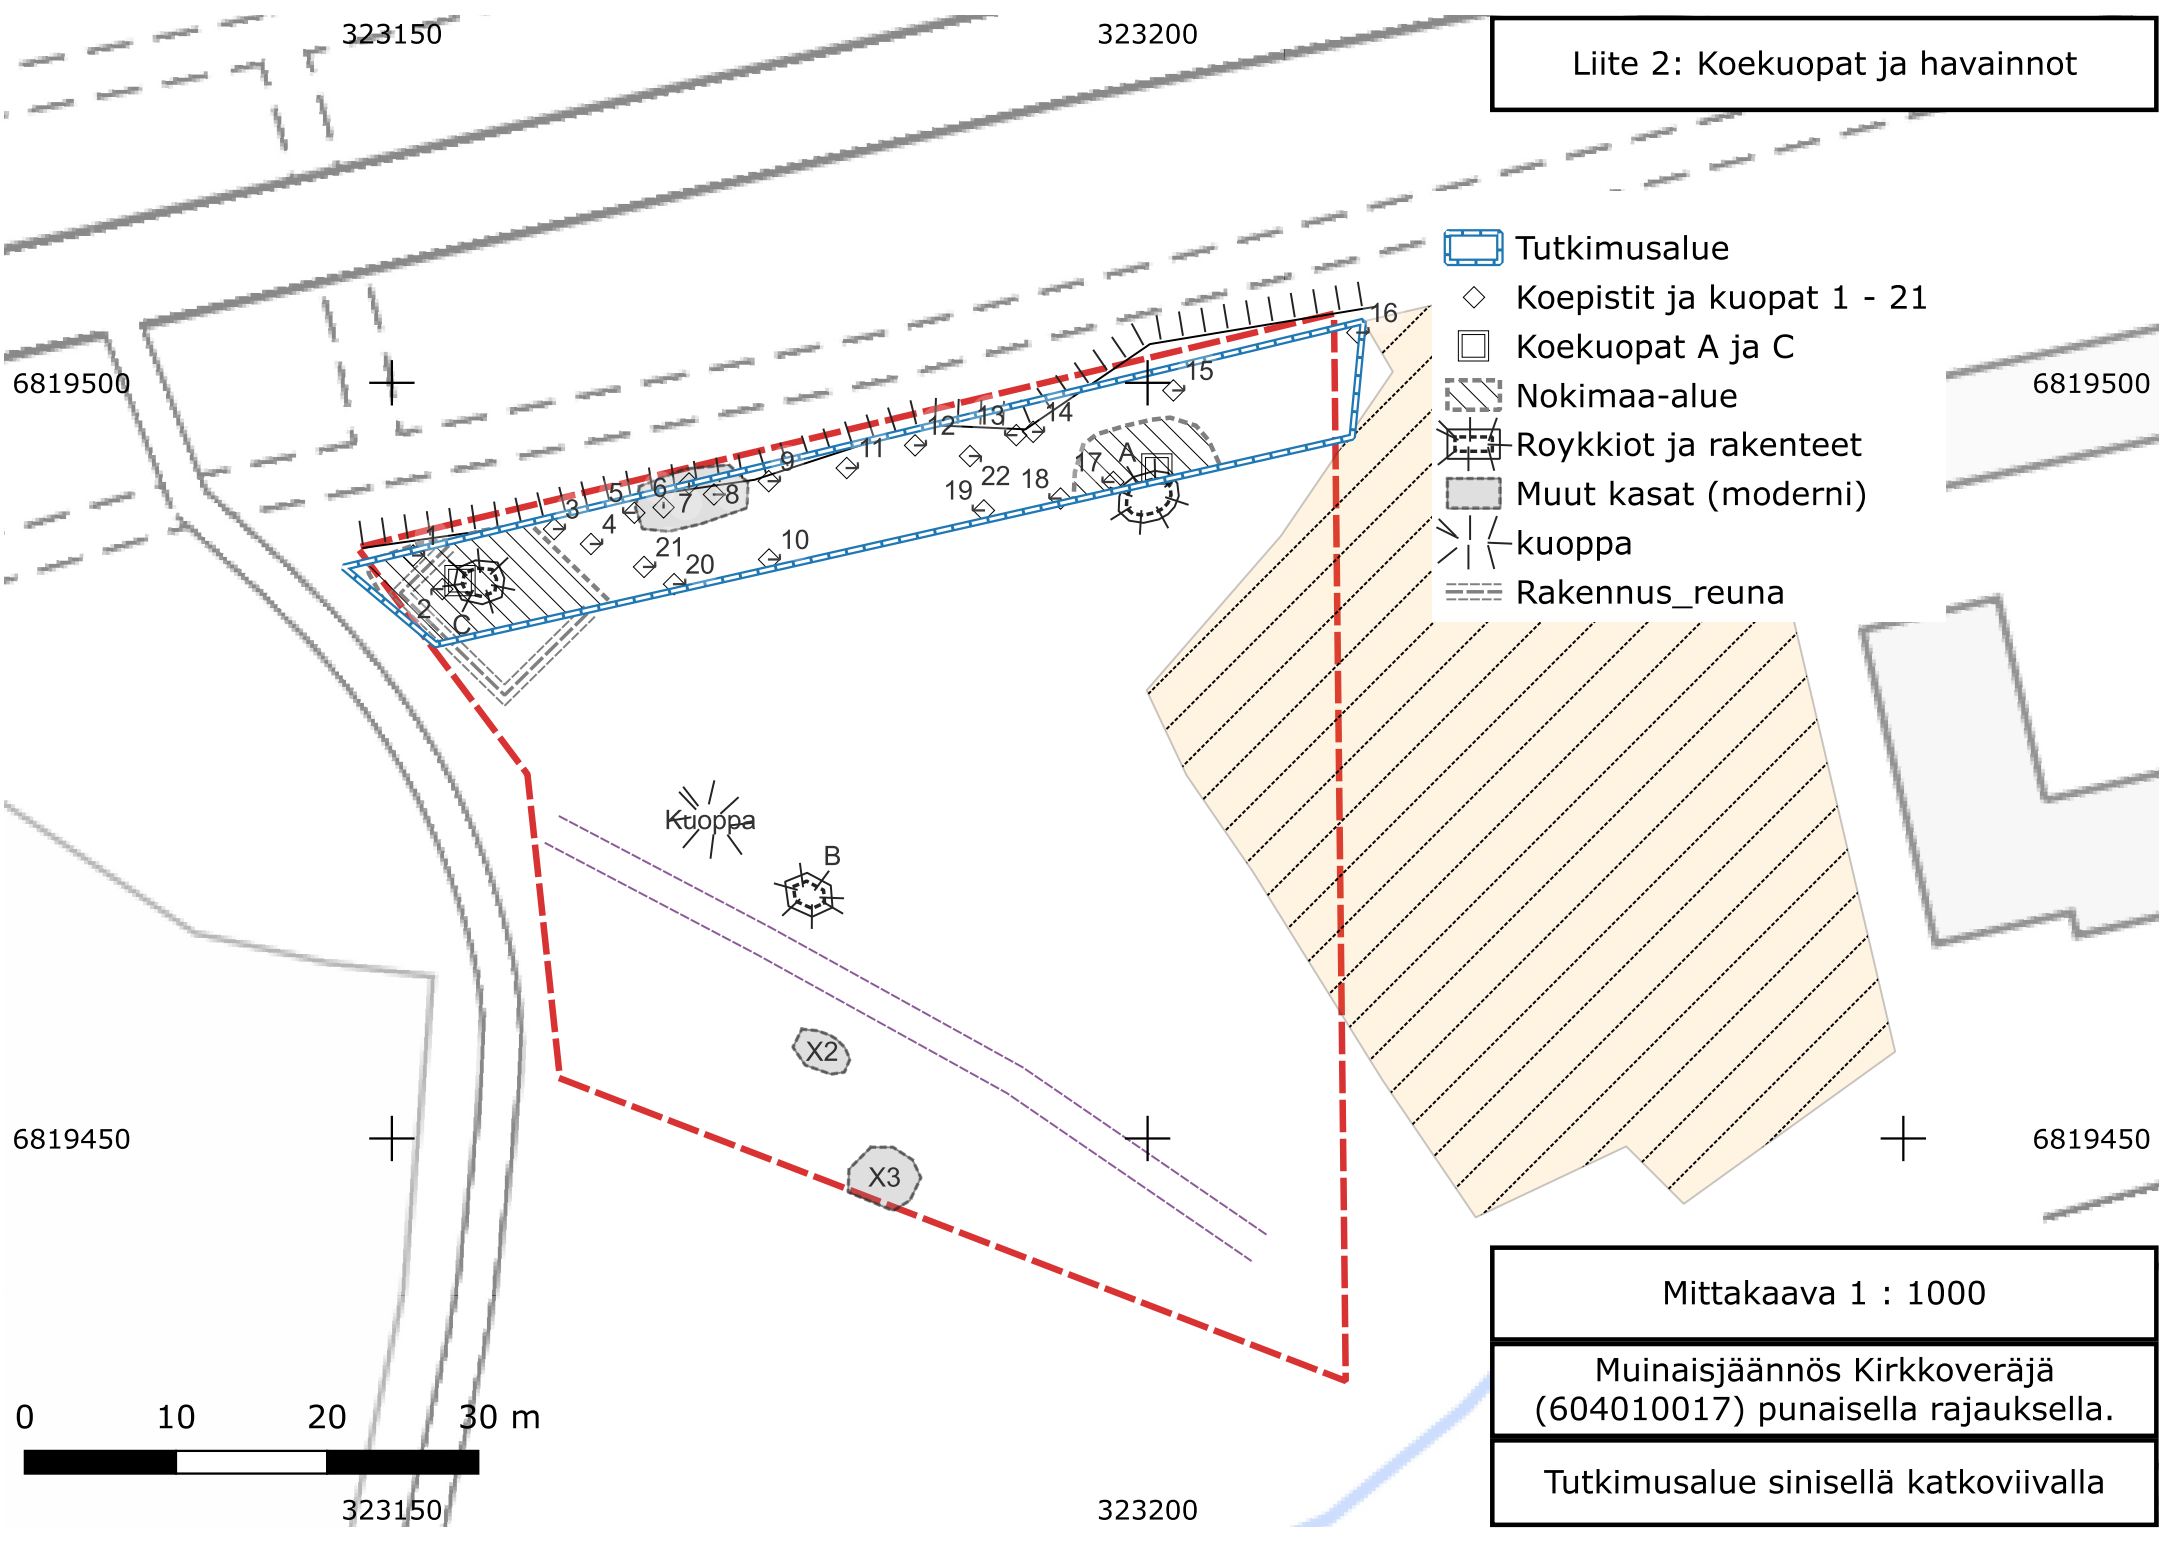 323150
323200
Liite 2: Koekuopat ja havainnot
Tutkimusalue
Koepistit ja kuopat 1 - 21
Koekuopat A ja C
Nokimaa-alue
Roykkiot ja rakenteet
Muut kasat (moderni)
kuoppa
Rakennus_reuna
6819500
6819500
16
15
14
13
12
11
9
A
17
22
18
19
5
6
7
8
3
4
1
10
21
20
2
C
Kuoppa
B
X2
X3
6819450
6819450
Mittakaava 1 : 1000
Muinaisjäännös Kirkkoveräjä
(604010017) punaisella rajauksella.
Tutkimusalue sinisellä katkoviivalla
0 10 20 30 m
323150
323200